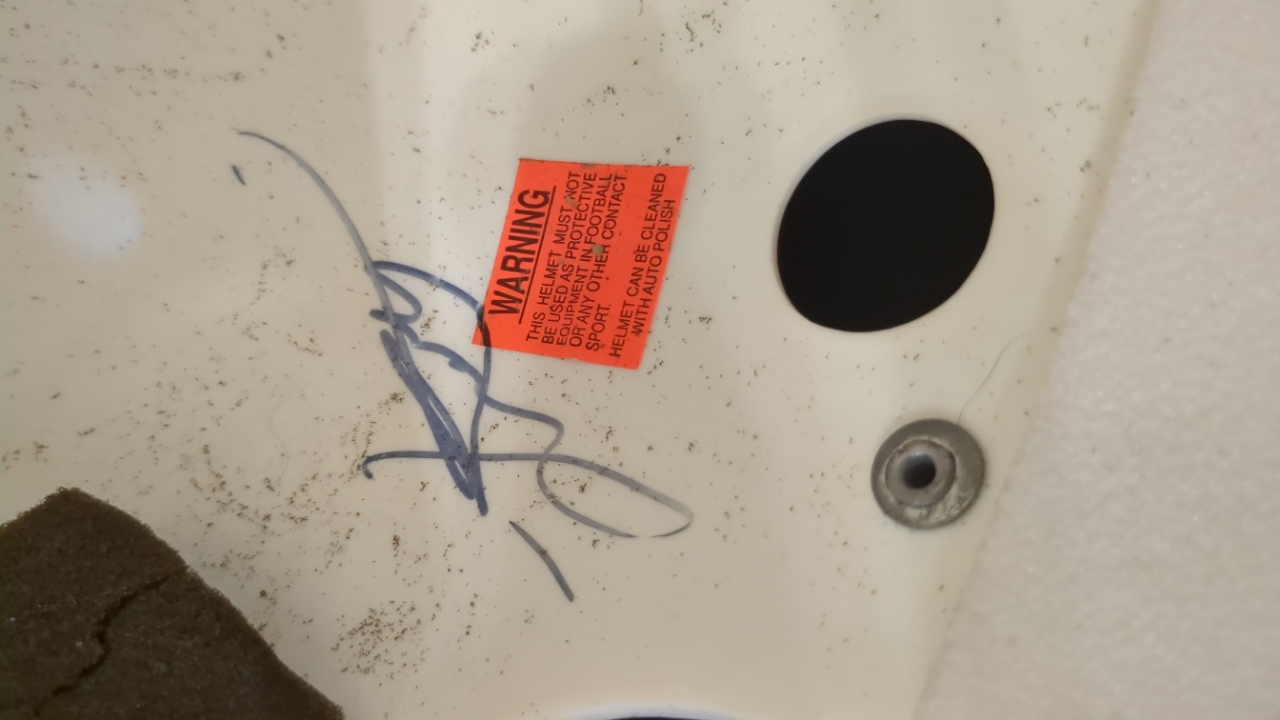 WARNING
THIS HELMET MUST NOT
BE USED AS PROTECTIVE
EQUIPMENT IN FOOTBALL
OR ANY OTHER CONTACT
SPORT.
HELMET CAN BE CLEANED
WITH AUTO POLISH